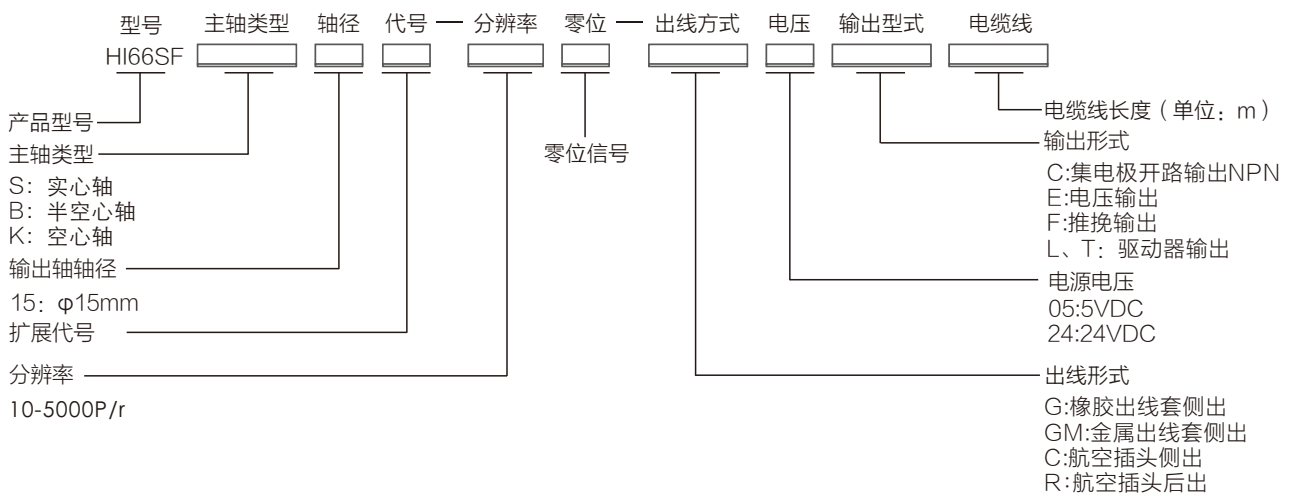 型号 主轴类型 轴径 代号 — 分辨率 零位 — 出线方式 电压 输出型式 电缆线
HI66SF
产品型号
主轴类型
S：实心轴
B：半空心轴
K：空心轴
输出轴轴径
15：φ15mm
扩展代号
分辨率
10-5000P/r
零位信号
电缆线长度（单位：m）
输出形式
C:集电极开路输出NPN
E:电压输出
F:推挽输出
L、T：驱动器输出
电源电压
05:5VDC
24:24VDC
出线形式
G:橡胶出线套侧出
GM:金属出线套侧出
C:航空插头侧出
R:航空插头后出